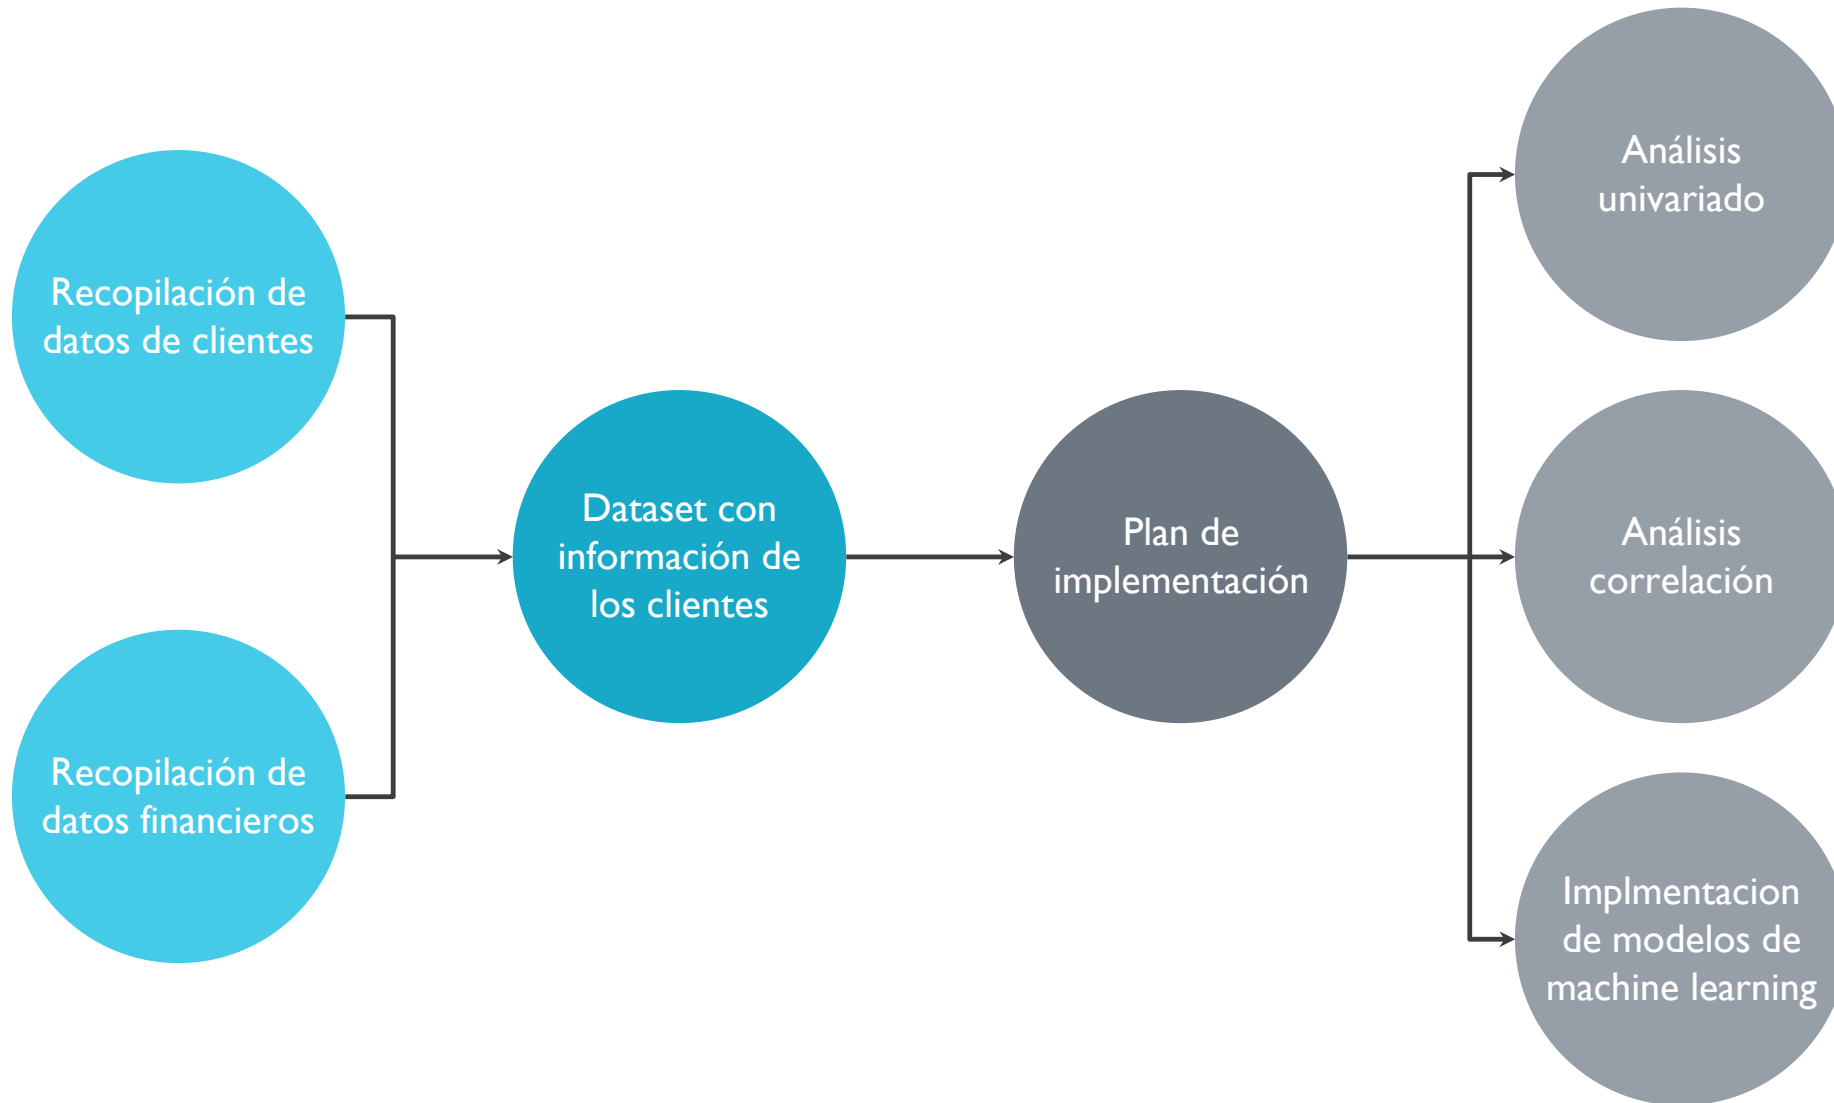 Recopilación de
datos de clientes
Recopilación de
datos financieros
Dataset con
información de
los clientes
Plan de
implementación
Análisis
univariado
Análisis
correlación
Implmentacion
de modelos de
machine learning